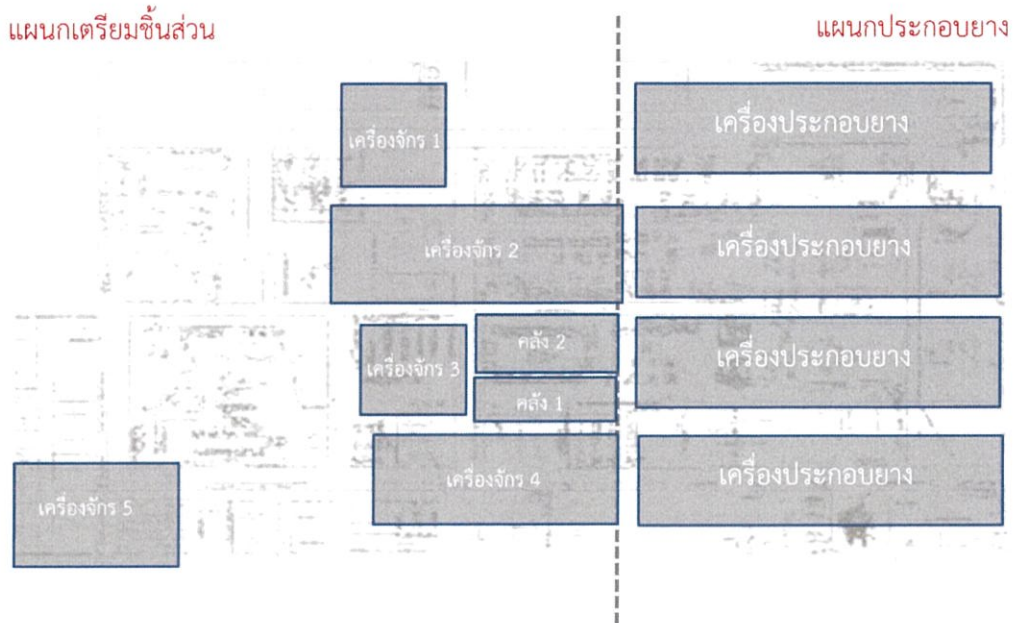 แผนกเตรียมชิ้นส่วน
แผนกประกอบยาง
เครื่องจักร 1
เครื่องประกอบยาง
เครื่องจักร 2
เครื่องประกอบยาง
เครื่องจักร 3
คลัง 2
คลัง 1
เครื่องประกอบยาง
เครื่องจักร 4
เครื่องประกอบยาง
เครื่องจักร 5